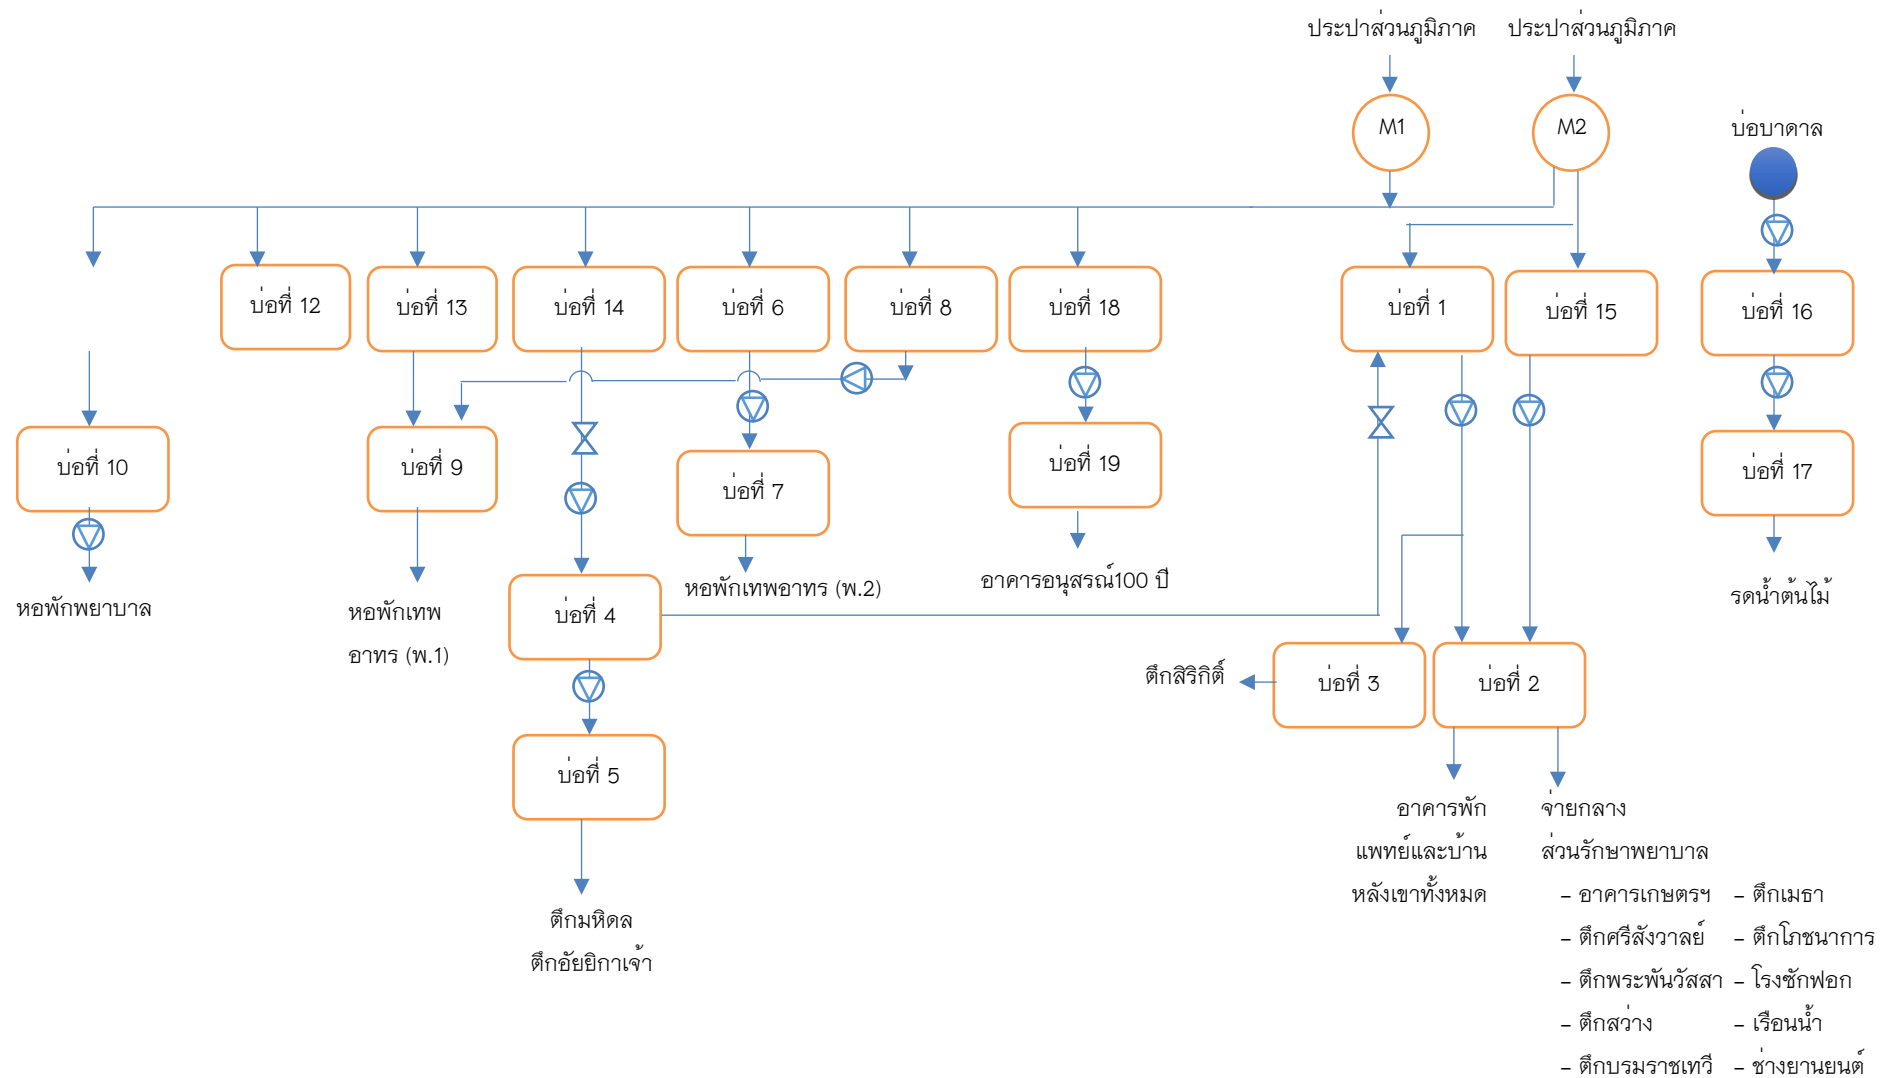 ประปาส่วนภูมิภาค ประปาส่วนภูมิภาค
M1 M2
บ่อบาดาล
บ่อที่ 12 บ่อที่ 13 บ่อที่ 14 บ่อที่ 6 บ่อที่ 8 บ่อที่ 18 บ่อที่ 1 บ่อที่ 15 บ่อที่ 16
บ่อที่ 10 บ่อที่ 9 บ่อที่ 7 บ่อที่ 19 บ่อที่ 17
หอพักพยาบาล
หอพักเทพ
อาทร (พ.1)
บ่อที่ 4
หอพักเทพอาทร (พ.2)
อาคารอนุสรณ์100 ปี
รดน้ำต้นไม้
ตึกสิริกิติ์
บ่อที่ 3 บ่อที่ 2
บ่อที่ 5
ตึกมหิดล
ตึกอัยยิกาเจ้า
อาคารพัก
แพทย์และบ้าน
หลังเขาทั้งหมด
จ่ายกลาง
ส่วนรักษาพยาบาล
- อาคารเกษตรฯ - ตึกเมธา
- ตึกศรีสังวาลย์ - ตึกโภชนาการ
- ตึกพระพันวัสสา - โรงซักฟอก
- ตึกสว่าง - เรือนน้ำ
- ตึกบรมราชเทวี - ช่างยานยนต์